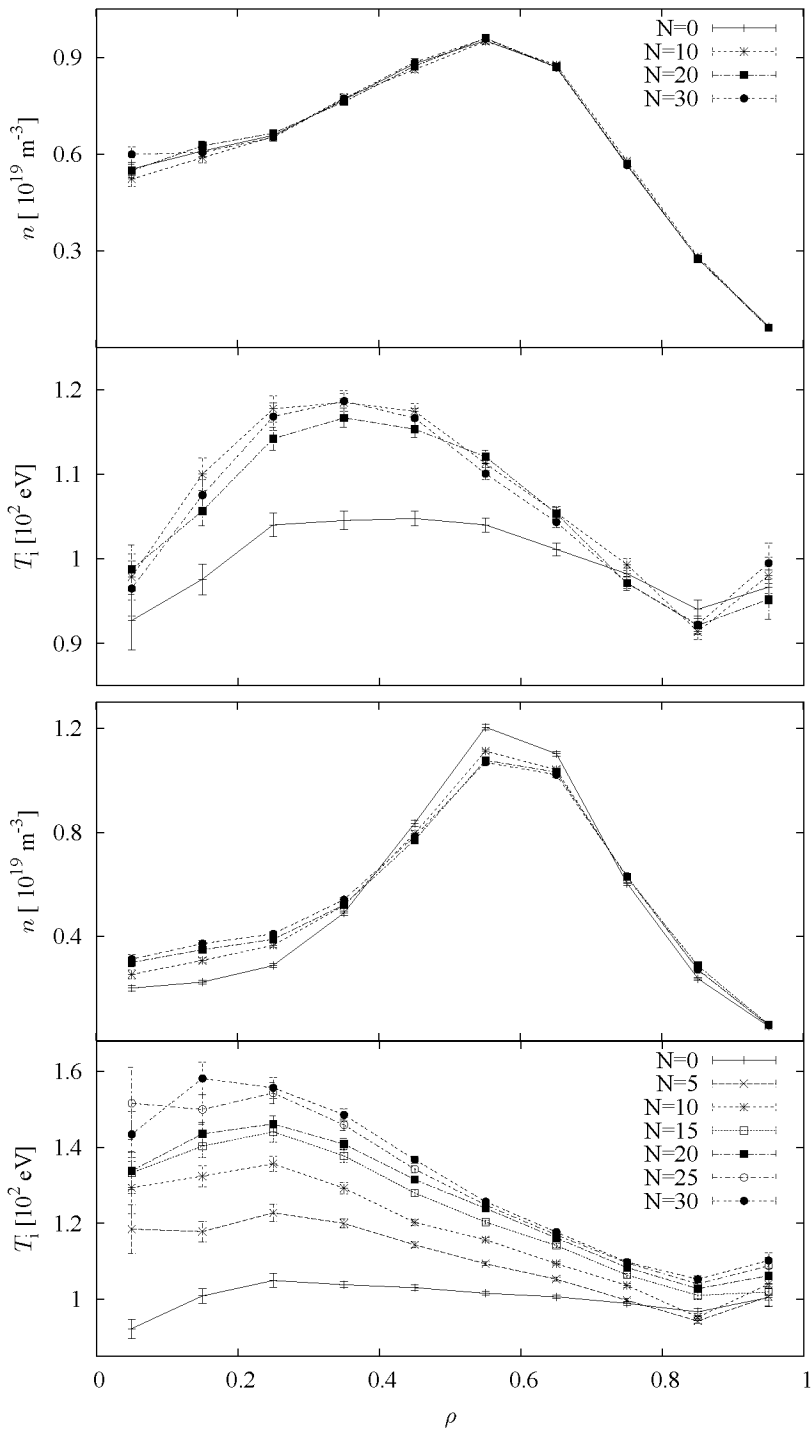 N=0
N=10
N=20
N=30
0.9
0.6
0.3
n [ 10^19 m^-3]
1.2
1.1
1
0.9
T_i [10^2 eV]
1.2
0.8
0.4
n [ 10^19 m^-3]
N=0
N=5
N=10
N=15
N=20
N=25
N=30
1.6
1.4
1.2
1
T_i [10^2 eV]
0 0.2 0.4 0.6 0.8 1
ρ